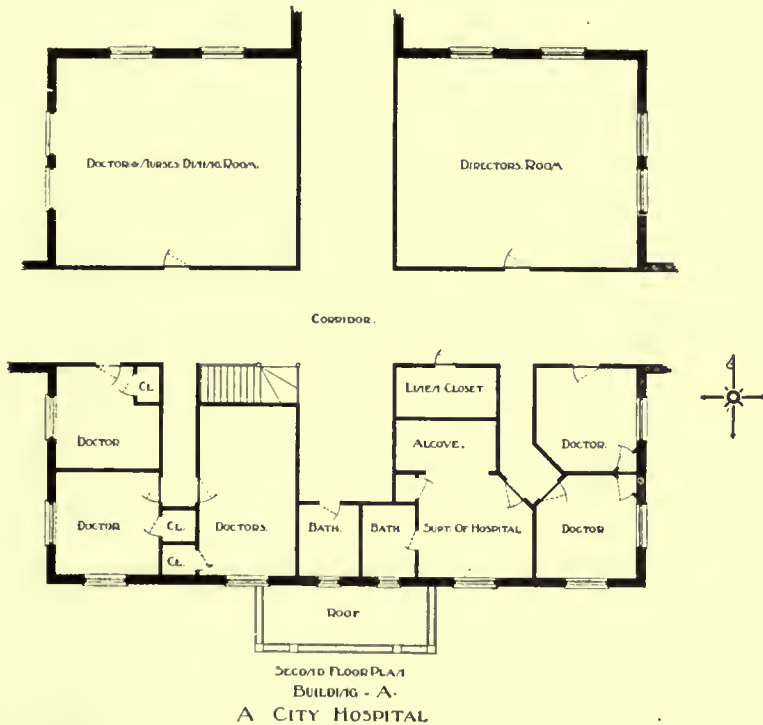 DOCTOR & NURSES DINING ROOM.
DIRECTORS ROOM
CORRIDOR.
CL.
LINEN CLOSET
DOCTOR
ALCOVE.
DOCTOR.
DOCTOR
CL.
DOCTORS.
BATH.
BATH
SUPT. OF HOSPITAL
DOCTOR
CL.
ROOF
SECOND FLOOR PLAN
BUILDING - A.
A CITY HOSPITAL